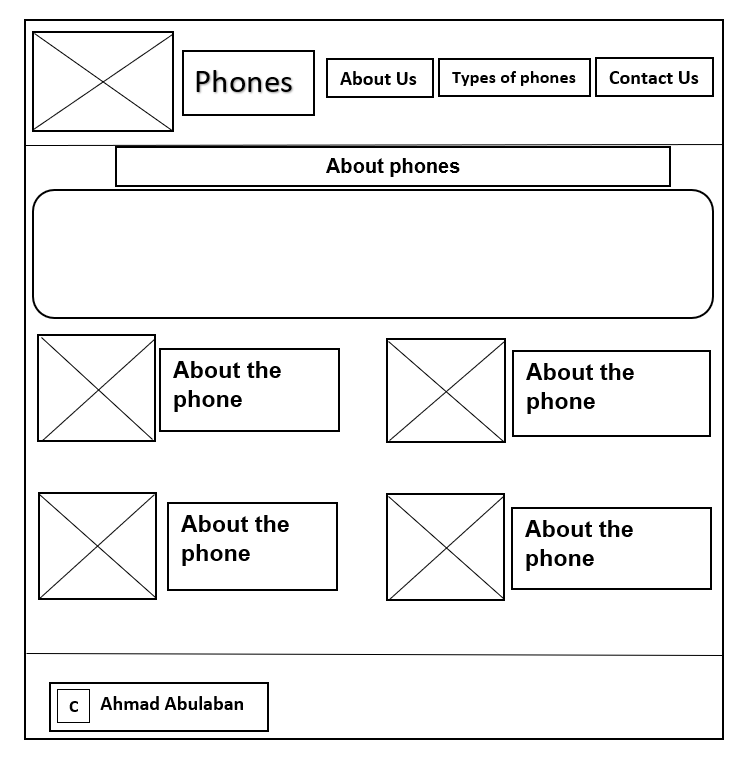 Phones
About Us
Types of phones
Contact Us
About phones
About the
phone
About the
phone
About the
phone
About the
phone
C
Ahmad Abulaban